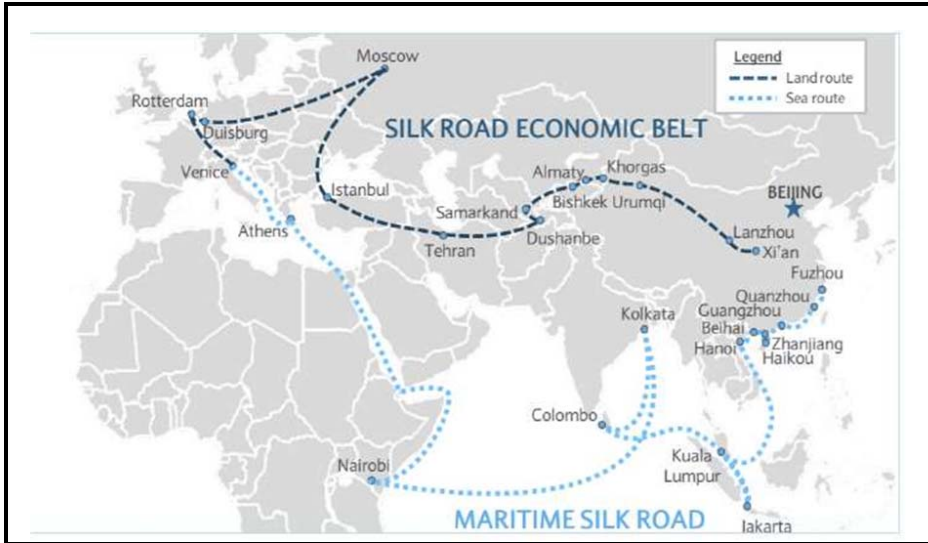 Legend
Land route
Sea route
Moscow
Rotterdam
Duisburg
SILK ROAD ECONOMIC BELT
Venice
Almaty
Khorgas
Istanbul
Bishkek Urumqi
BEIJING
Samarkand
Athens
Tehran
Dushanbe
Lanzhou
Xi'an
Fuzhou
Quanzhou
Kolkata
Guangzhou
Beihai
Hanoi
Zhanjiang
Haikou
Colombo
Kuala
Lumpur
Nairobi
MARITIME SILK ROAD
Jakarta